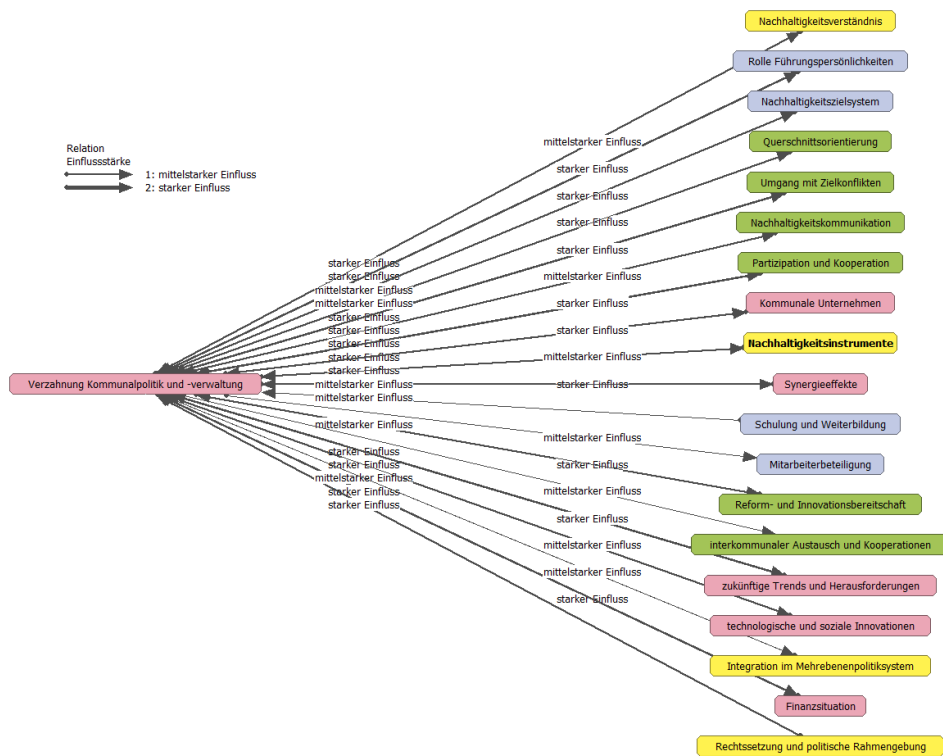 Nachhaltigkeitsverständnis
Rolle Führungspersönlichkeiten
Nachhaltigkeitszielsystem
Relation
Einflussstärke
1: mittelstarker Einfluss
2: starker Einfluss
mittelstarker Einfluss
Querschnittsorientierung
starker Einfluss
Umgang mit Zielkonflikten
starker Einfluss
starker Einfluss
Nachhaltigkeitskommunikation
starker Einfluss
Partizipation und Kooperation
starker Einfluss
starker Einfluss
mittelstarker Einfluss
mittelstarker Einfluss
mittelstarker Einfluss
starker Einfluss
Kommunale Unternehmen
starker Einfluss
starker Einfluss
starker Einfluss
starker Einfluss
Nachhaltigkeitsinstrumente
starker Einfluss
mittelstarker Einfluss
starker Einfluss
Verzahnung Kommunalpolitik und -verwaltung
mittelstarker Einfluss
starker Einfluss
Synergieeffekte
mittelstarker Einfluss
mittelstarker Einfluss
Schulung und Weiterbildung
mittelstarker Einfluss
starker Einfluss
starker Einfluss
starker Einfluss
Mitarbeiterbeteiligung
mittelstarker Einfluss
starker Einfluss
mittelstarker Einfluss
starker Einfluss
Reform- und Innovationsbereitschaft
starker Einfluss
mittelstarker Einfluss
interkommunaler Austausch und Kooperationen
mittelstarker Einfluss
zukünftige Trends und Herausforderungen
starker Einfluss
technologische und soziale Innovationen
Integration im Mehrebenenpolitiksystem
Finanzsituation
Rechtssetzung und politische Rahmengebung